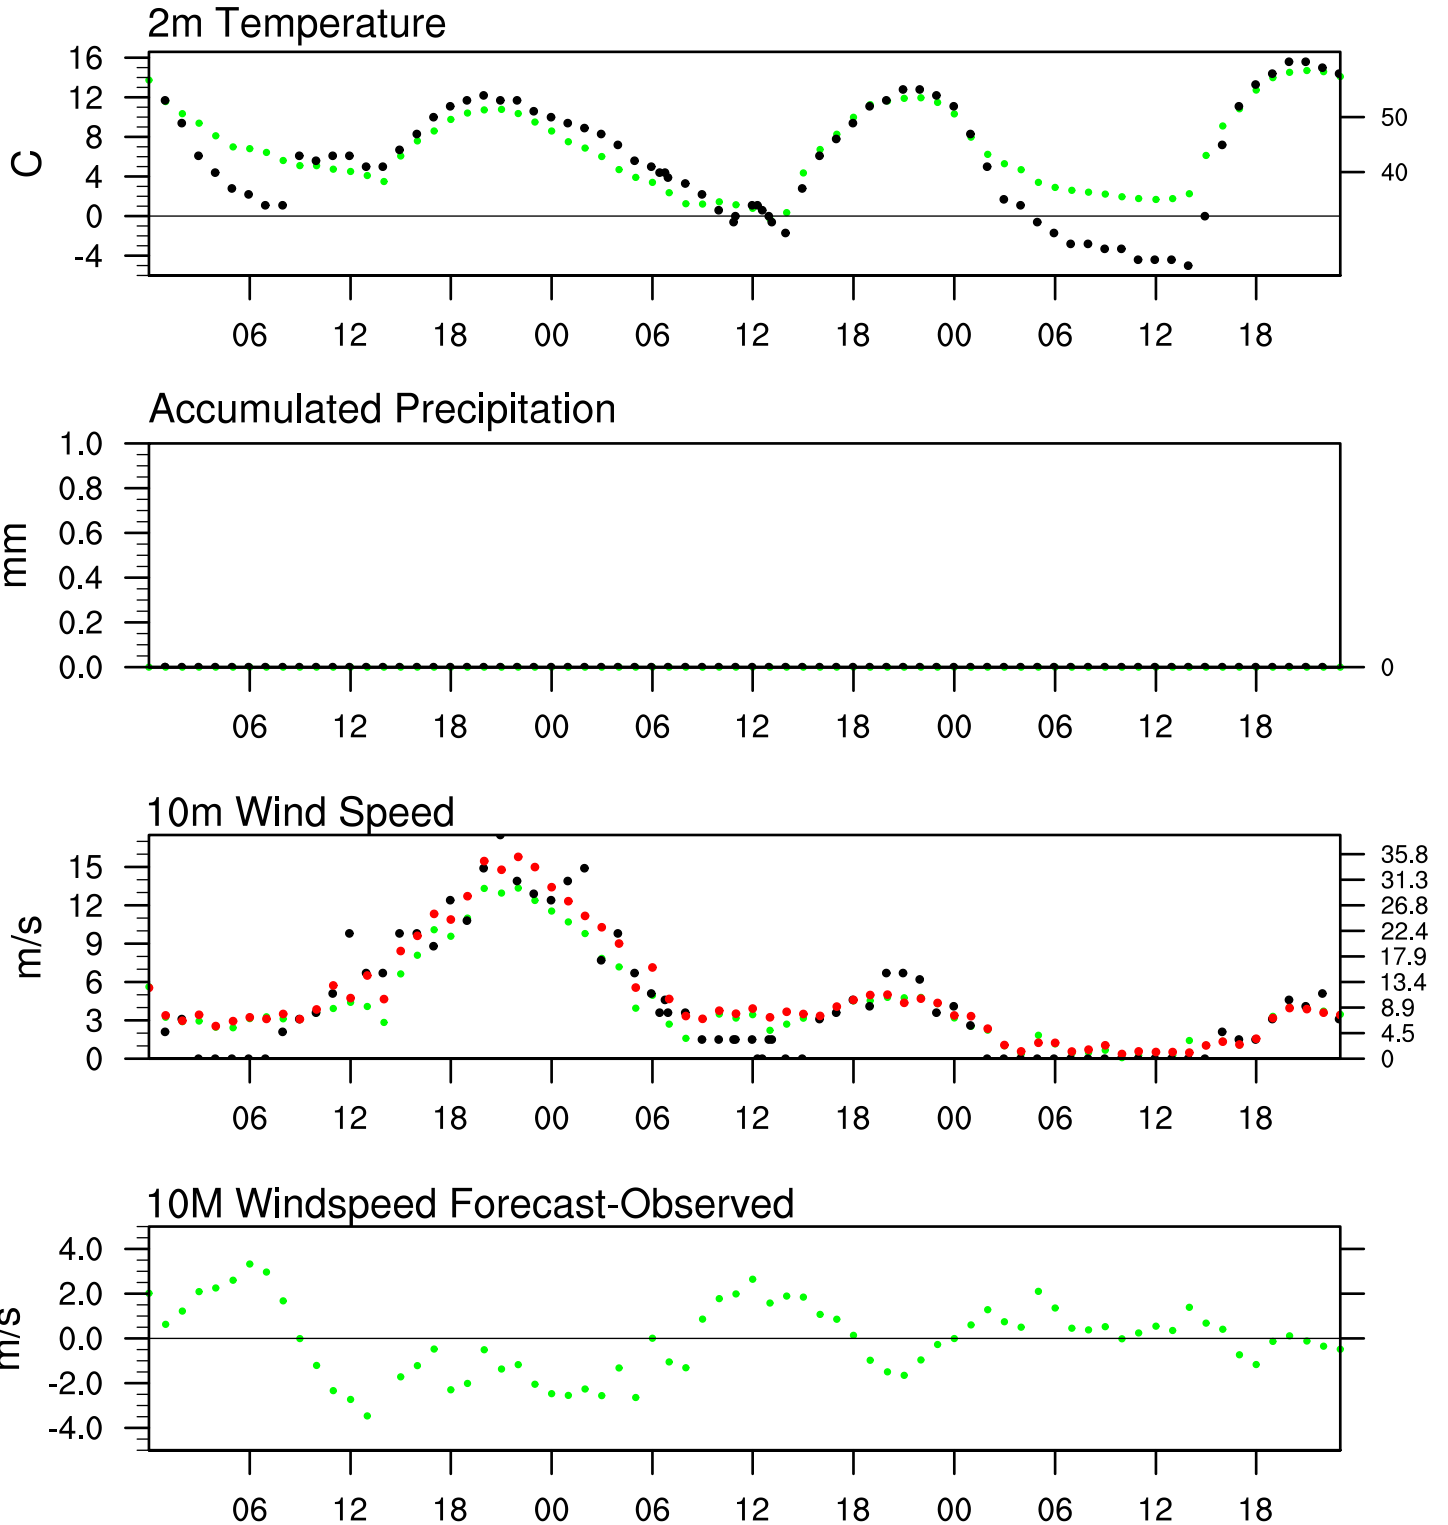 2m Temperature
16
12
8
4
0
-4
C
50
40
06 12 18 00 06 12 18 00 06 12 18
Accumulated Precipitation
1.0
0.8
0.6
0.4
0.2
0.0
mm
0
06 12 18 00 06 12 18 00 06 12 18
10m Wind Speed
15
12
9
6
3
0
m/s
35.8
31.3
26.8
22.4
17.9
13.4
8.9
4.5
0
06 12 18 00 06 12 18 00 06 12 18
10M Windspeed Forecast-Observed
4.0
2.0
0.0
-2.0
-4.0
m/s
06 12 18 00 06 12 18 00 06 12 18